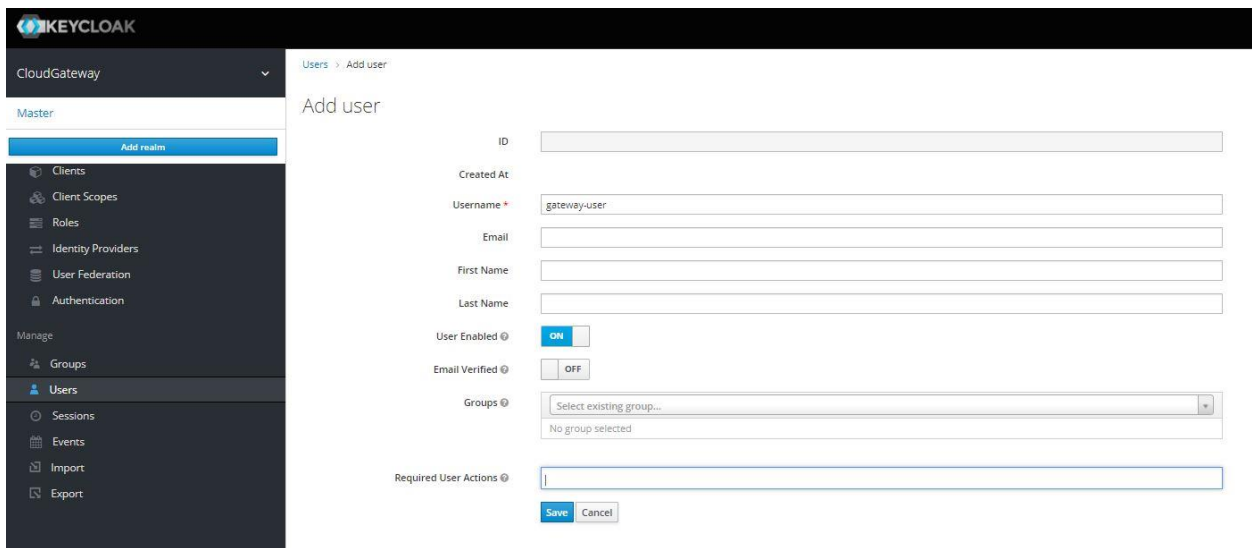 KEYCLOAK
CloudGateway
Master
Add realm
Clients
Client Scopes
Roles
Identity Providers
User Federation
Authentication
Manage
Groups
Users
Sessions
Events
Import
Export
Users > Add user
Add user
ID
Created At
Username * gateway-user
Email
First Name
Last Name
User Enabled ON
Email Verified OFF
Groups Select existing group...
No group selected
Required User Actions
Save Cancel